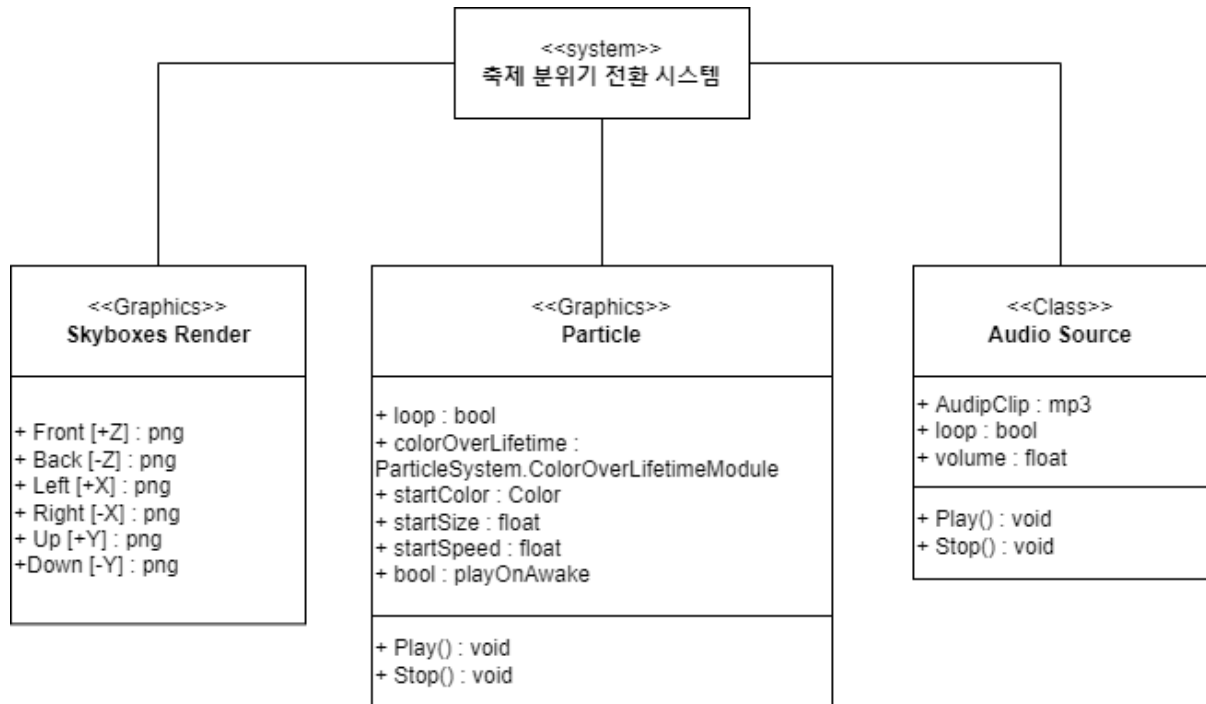 <<system>>
축제 분위기 전환 시스템
<<Graphics>>
Skyboxes Render
+ Front [+Z] : png
+ Back [-Z] : png
+ Left [+X] : png
+ Right [-X] : png
+ Up [+Y] : png
+Down [-Y] : png
<<Graphics>>
Particle
+ loop : bool
+ colorOverLifetime :
ParticleSystem.ColorOverLifetimeModule
+ startColor : Color
+ startSize : float
+ startSpeed : float
+ bool : playOnAwake
+ Play() : void
+ Stop() : void
<<Class>>
Audio Source
+ AudipClip : mp3
+ loop : bool
+ volume : float
+ Play() : void
+ Stop() : void